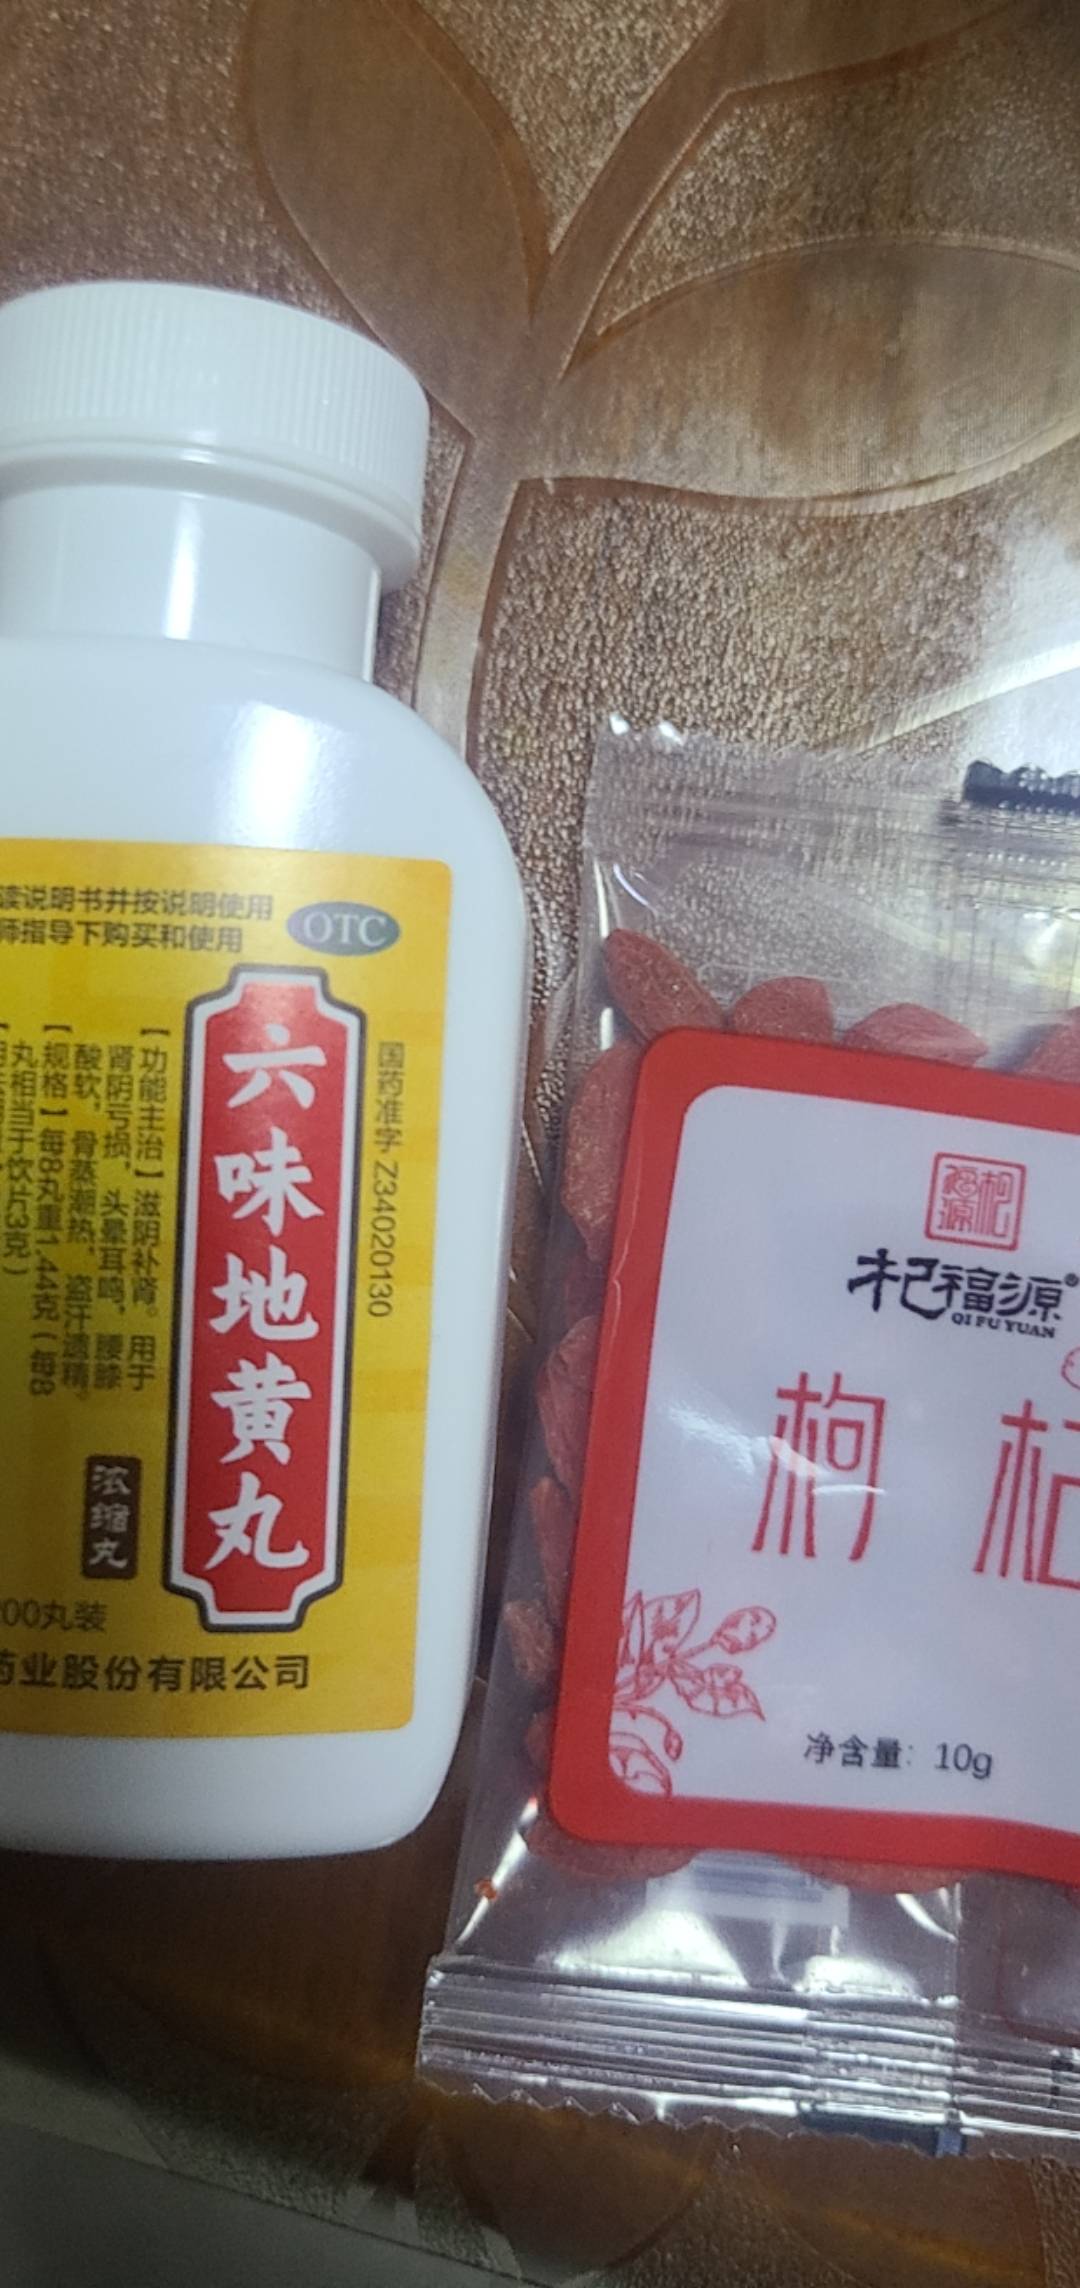 读说明书并按说明使用
师指导下购买和使用
OTC
国药准字 Z34020130
六味地黄丸
【功能主治】滋阴补肾。用于
肾阴亏损，头晕耳鸣，腰膝
酸软，骨蒸潮热，盗汗遗精。
【规格】每8丸重1.44克（每8
丸相当于饮片3克）
浓缩丸
00丸装
药业股份有限公司
杞福源
杞福源®
QI FU YUAN
枸杞
净含量：10g